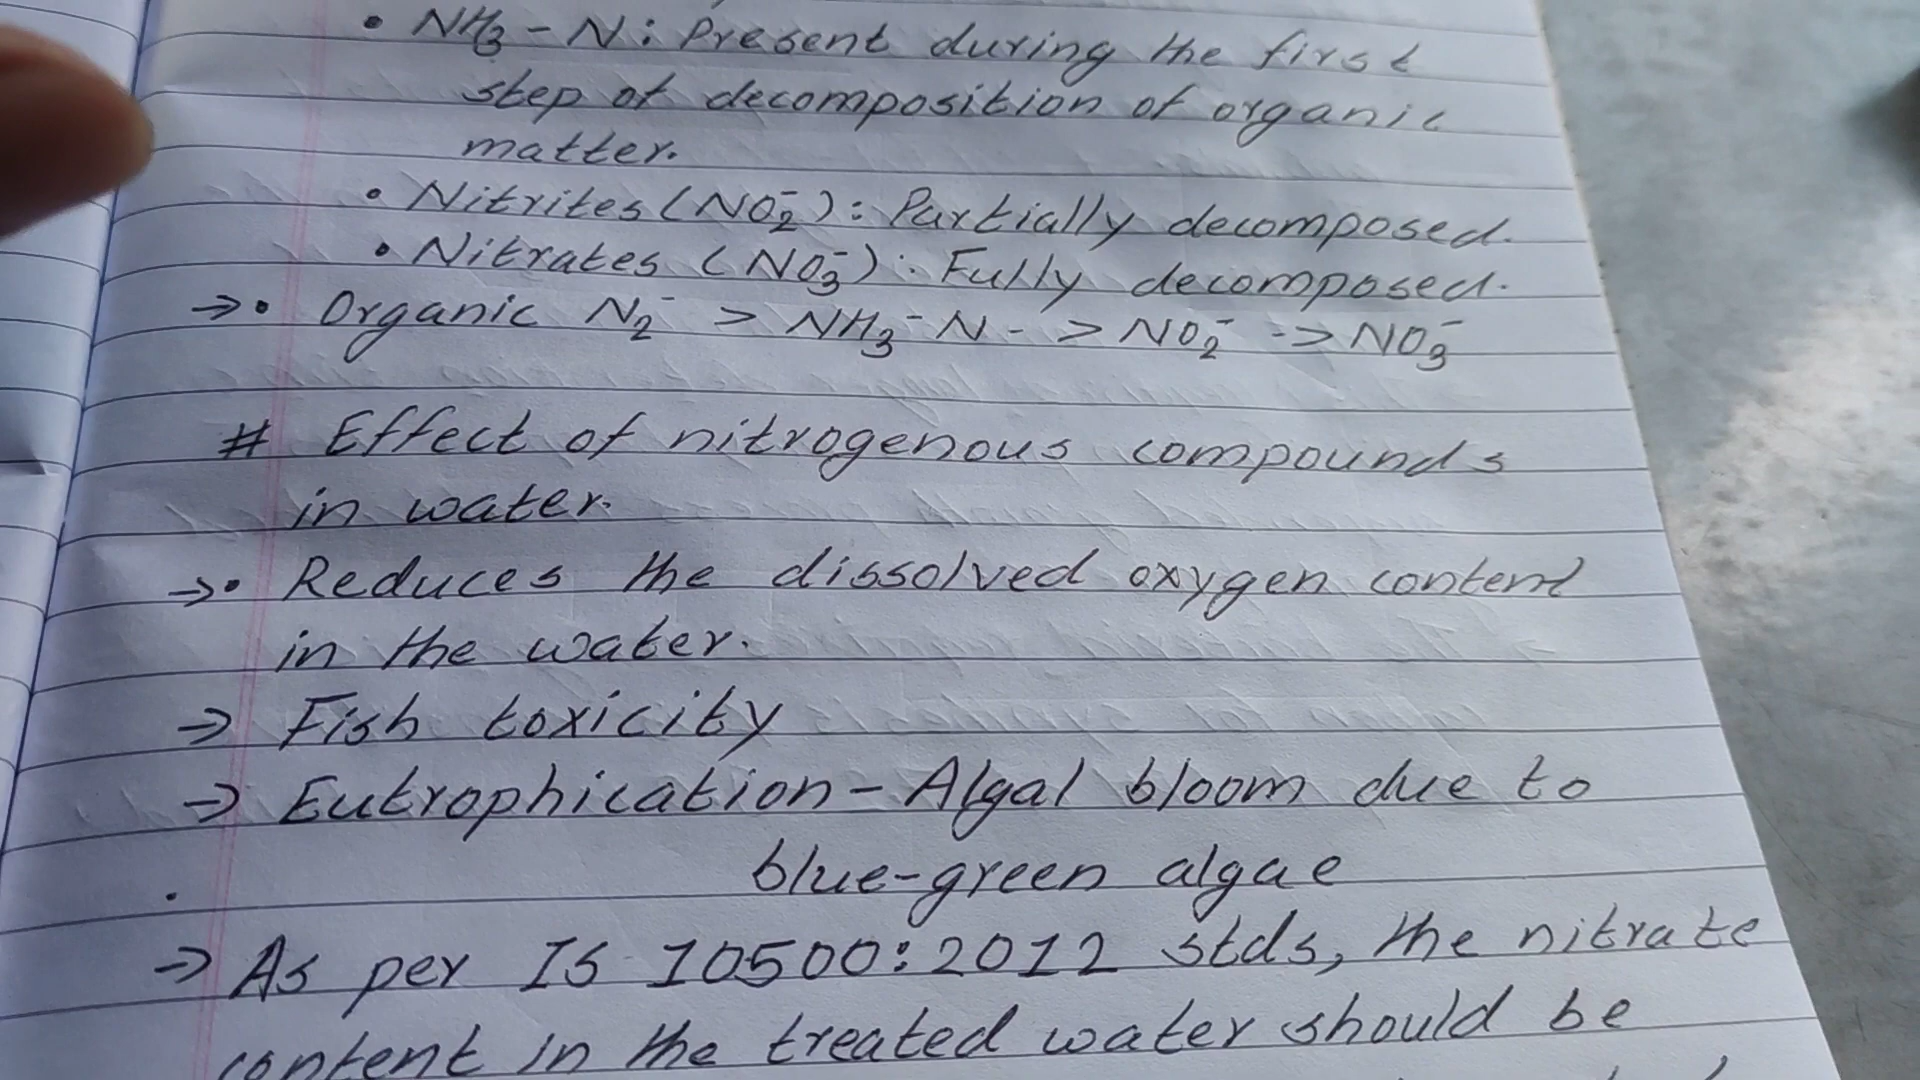 • NH₃-N: Present during the first
step of decomposition of organic
matter.
• Nitrites (NO₂⁻): Partially decomposed.
• Nitrates (NO₃⁻): Fully decomposed.
→• Organic N₂⁻ > NH₃-N- > NO₂⁻ -> NO₃⁻
# Effect of nitrogenous compounds
in water.
→• Reduces the dissolved oxygen content
in the water.
→ Fish toxicity
→ Eutrophication - Algal bloom due to
blue-green algae
→ As per IS 10500:2012 stds, the nitrate
content in the treated water should be